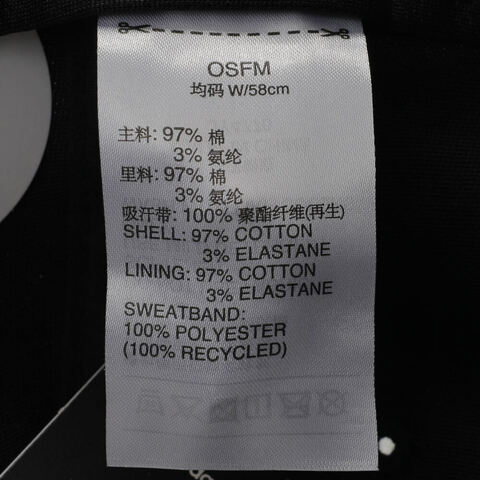 OSFM
均码 W/58cm
主料: 97% 棉
3% 氨纶
里料: 97% 棉
3% 氨纶
吸汗带: 100% 聚酯纤维(再生)
SHELL: 97% COTTON
3% ELASTANE
LINING: 97% COTTON
3% ELASTANE
SWEATBAND:
100% POLYESTER
(100% RECYCLED)